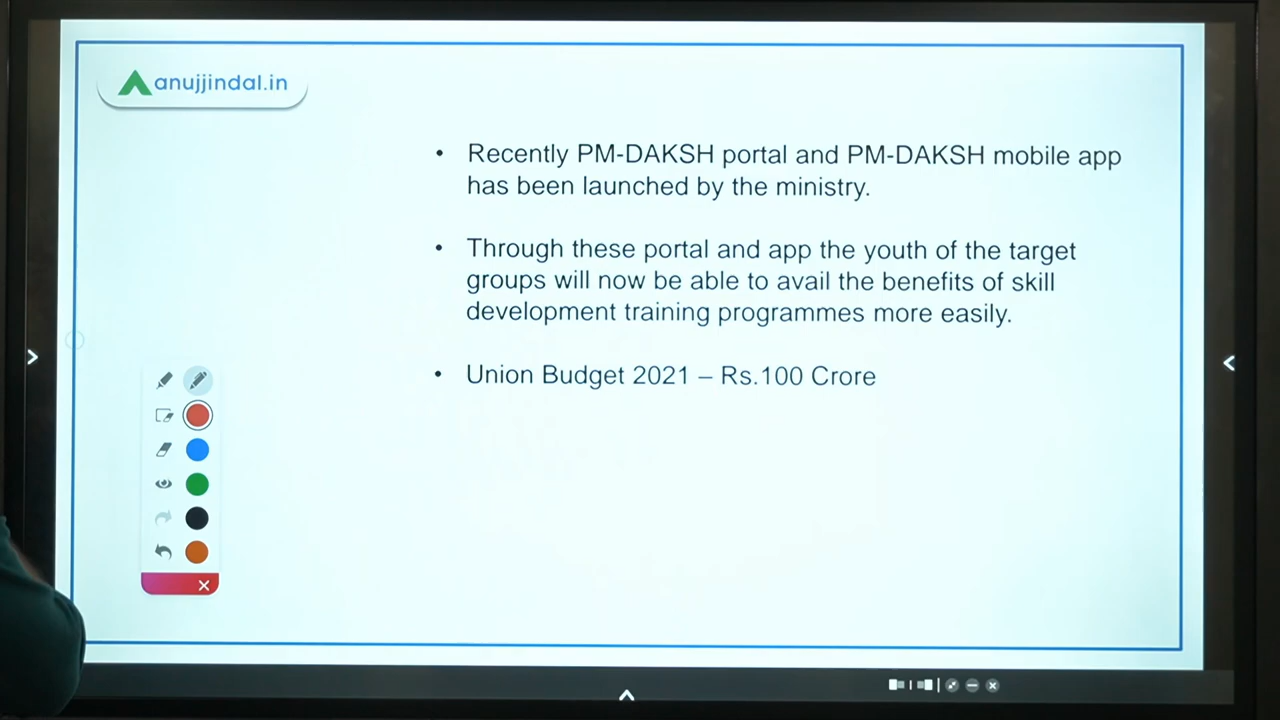 anujjindal.in
• Recently PM-DAKSH portal and PM-DAKSH mobile app
has been launched by the ministry.
• Through these portal and app the youth of the target
groups will now be able to avail the benefits of skill
development training programmes more easily.
• Union Budget 2021 – Rs.100 Crore